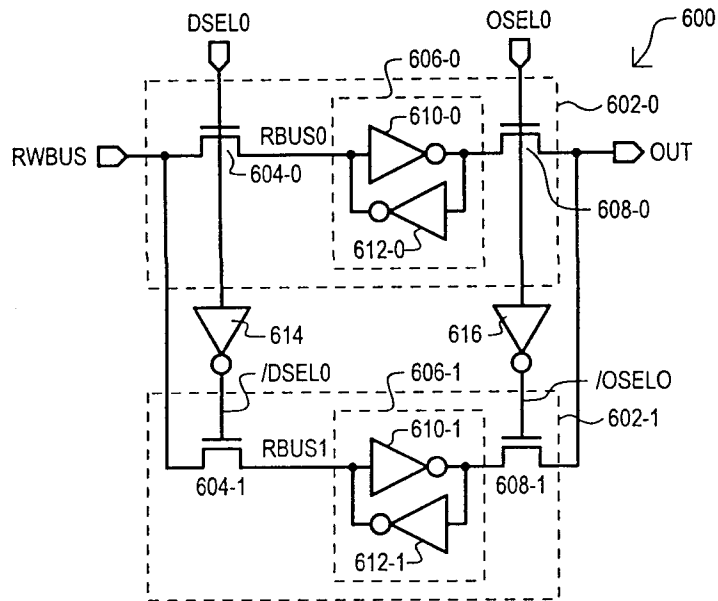 DSEL0
OSEL0
600
606-0
610-0
602-0
RWBUS
RBUS0
OUT
604-0
608-0
612-0
614
616
/DSEL0
606-1
/OSELO
610-1
602-1
RBUS1
604-1
608-1
612-1